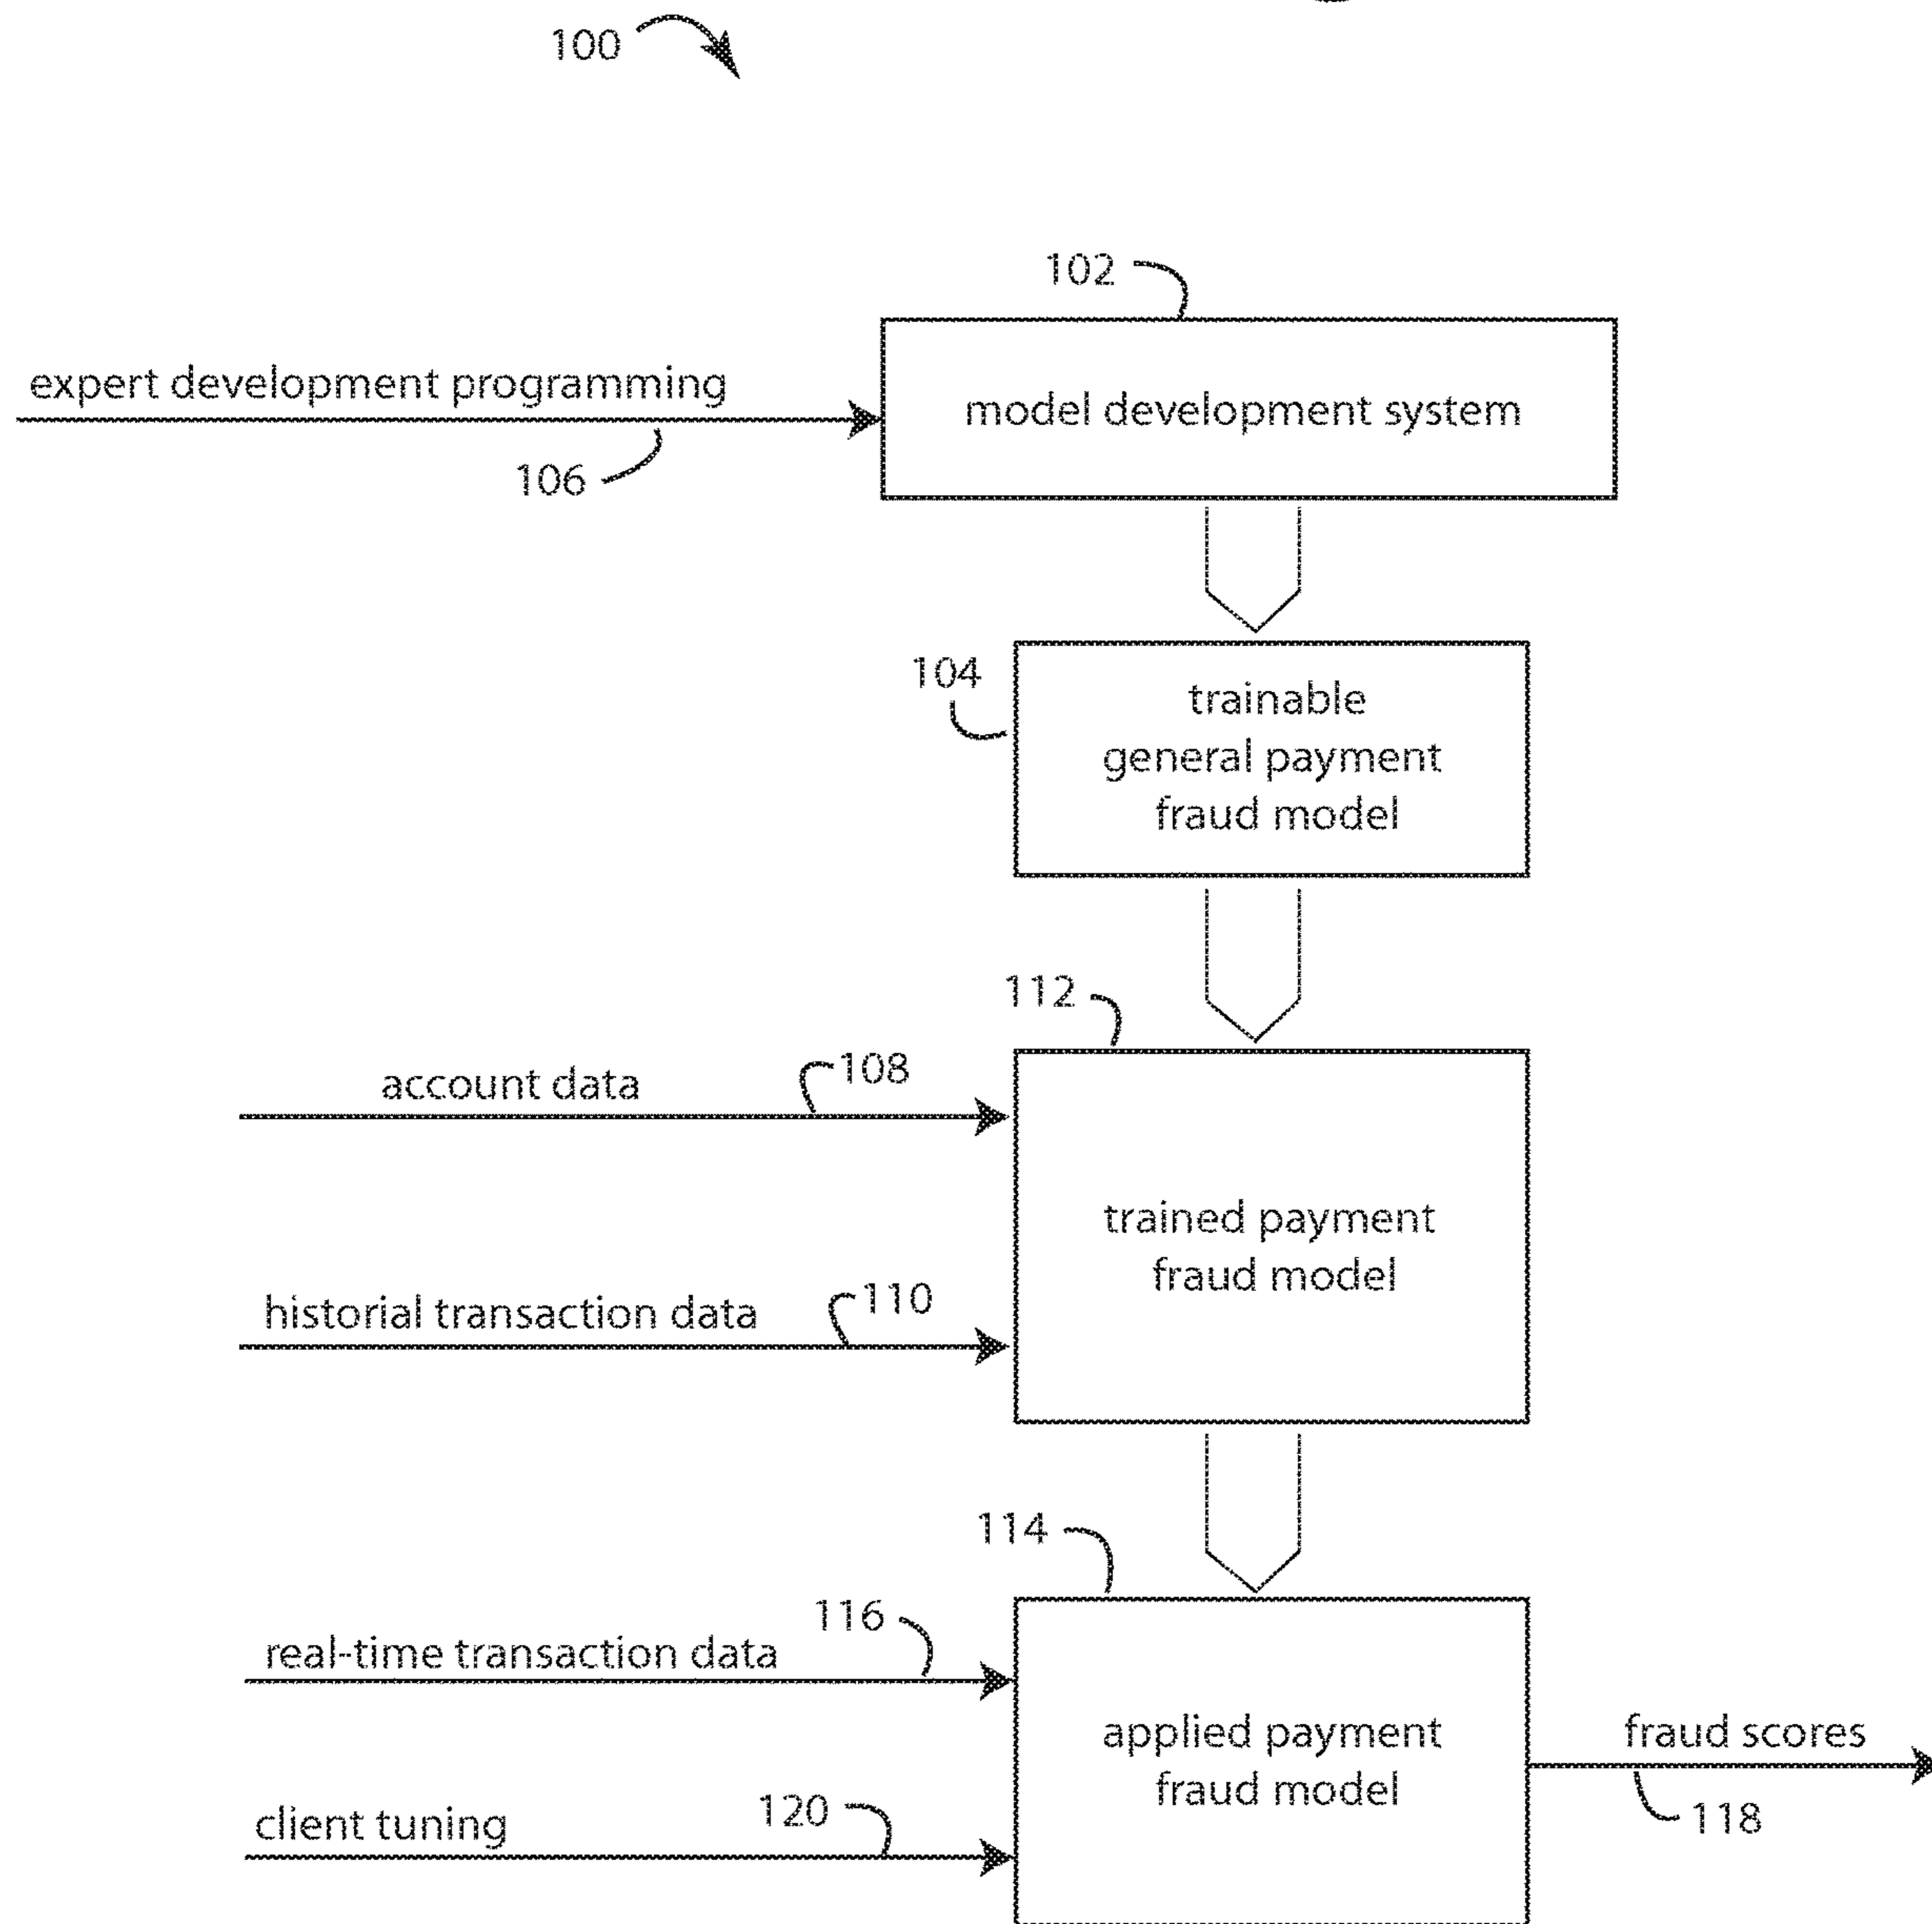 100
102
expert development programming
model development system
106
104
trainable
general payment
fraud model
112
account data
108
trained payment
fraud model
historial transaction data
110
114
116
real-time transaction data
applied payment
fraud model
fraud scores
118
client tuning
120